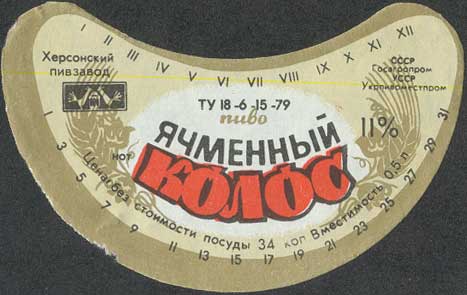 I II III IV V VI VII VIII IX X XI XII
Херсонский
пивзавод
СССР
Госагропром
УССР
Укрпивоместпром
ТУ 18-6-15-79
пиво
11%
ЯЧМЕННЫЙ
КОЛОС
нот
Цена без стоимости посуды 34 коп Вместимость 0,5 л
1 3 5 7 9 11 13 15 17 19 21 23 25 27 29 31